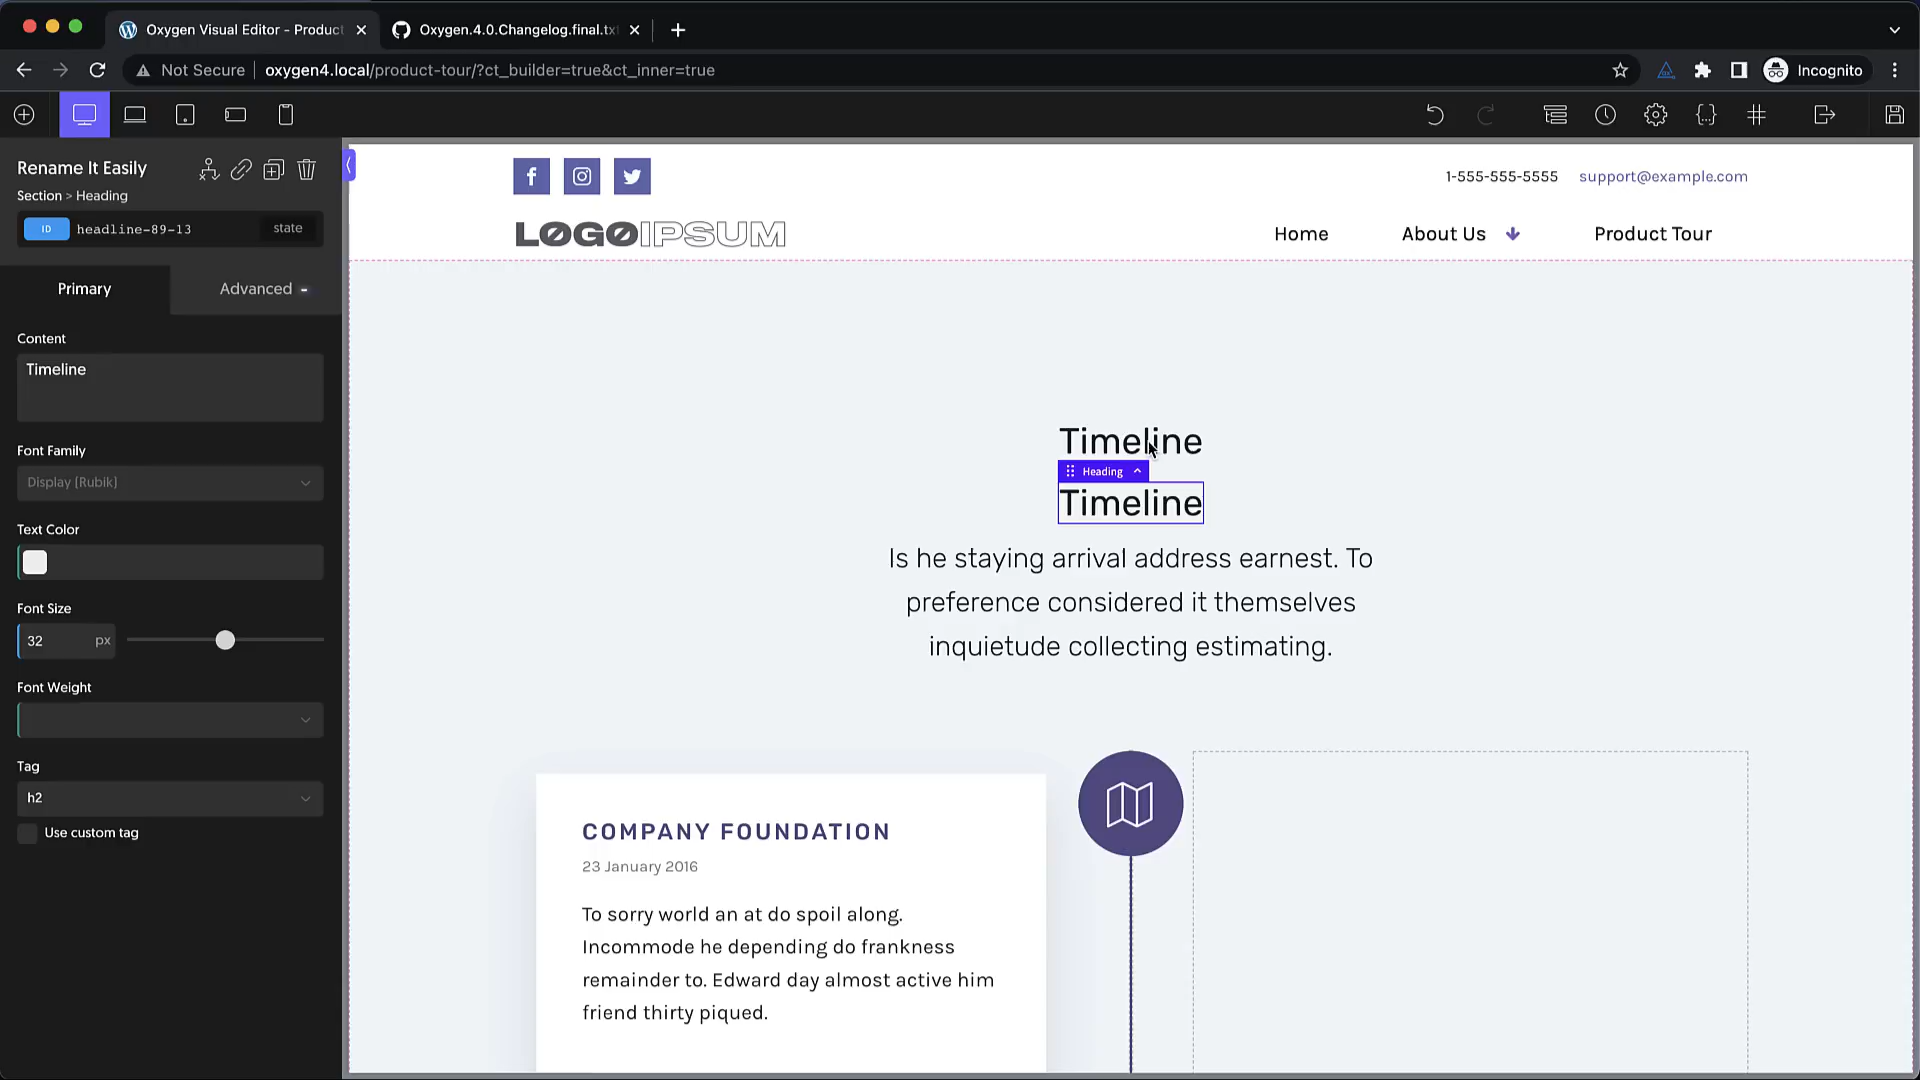 Oxygen Visual Editor - Product
Oxygen.4.0.Changelog.final.txt
Not Secure
oxygen4.local/product-tour/?ct_builder=true&ct_inner=true
Incognito
Rename It Easily
Section > Heading
ID
headline-89-13
state
Primary
Advanced
Content
Timeline
Font Family
Display (Rubik)
Text Color
Font Size
32
px
Font Weight
Tag
h2
Use custom tag
1-555-555-5555
support@example.com
LOGOIPSUM
Home
About Us
Product Tour
Timeline
Heading
Timeline
Is he staying arrival address earnest. To
preference considered it themselves
inquietude collecting estimating.
COMPANY FOUNDATION
23 January 2016
To sorry world an at do spoil along.
Incommode he depending do frankness
remainder to. Edward day almost active him
friend thirty piqued.